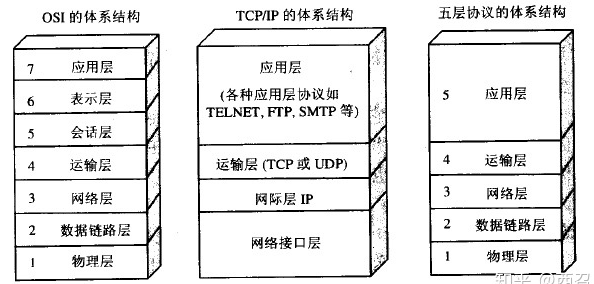 OSI 的体系结构
7 应用层
6 表示层
5 会话层
4 运输层
3 网络层
2 数据链路层
1 物理层
TCP/IP 的体系结构
应用层
(各种应用层协议如
TELNET, FTP, SMTP 等)
运输层 (TCP 或 UDP)
网际层 IP
网络接口层
五层协议的体系结构
5 应用层
4 运输层
3 网络层
2 数据链路层
1 物理层
知乎 @西召